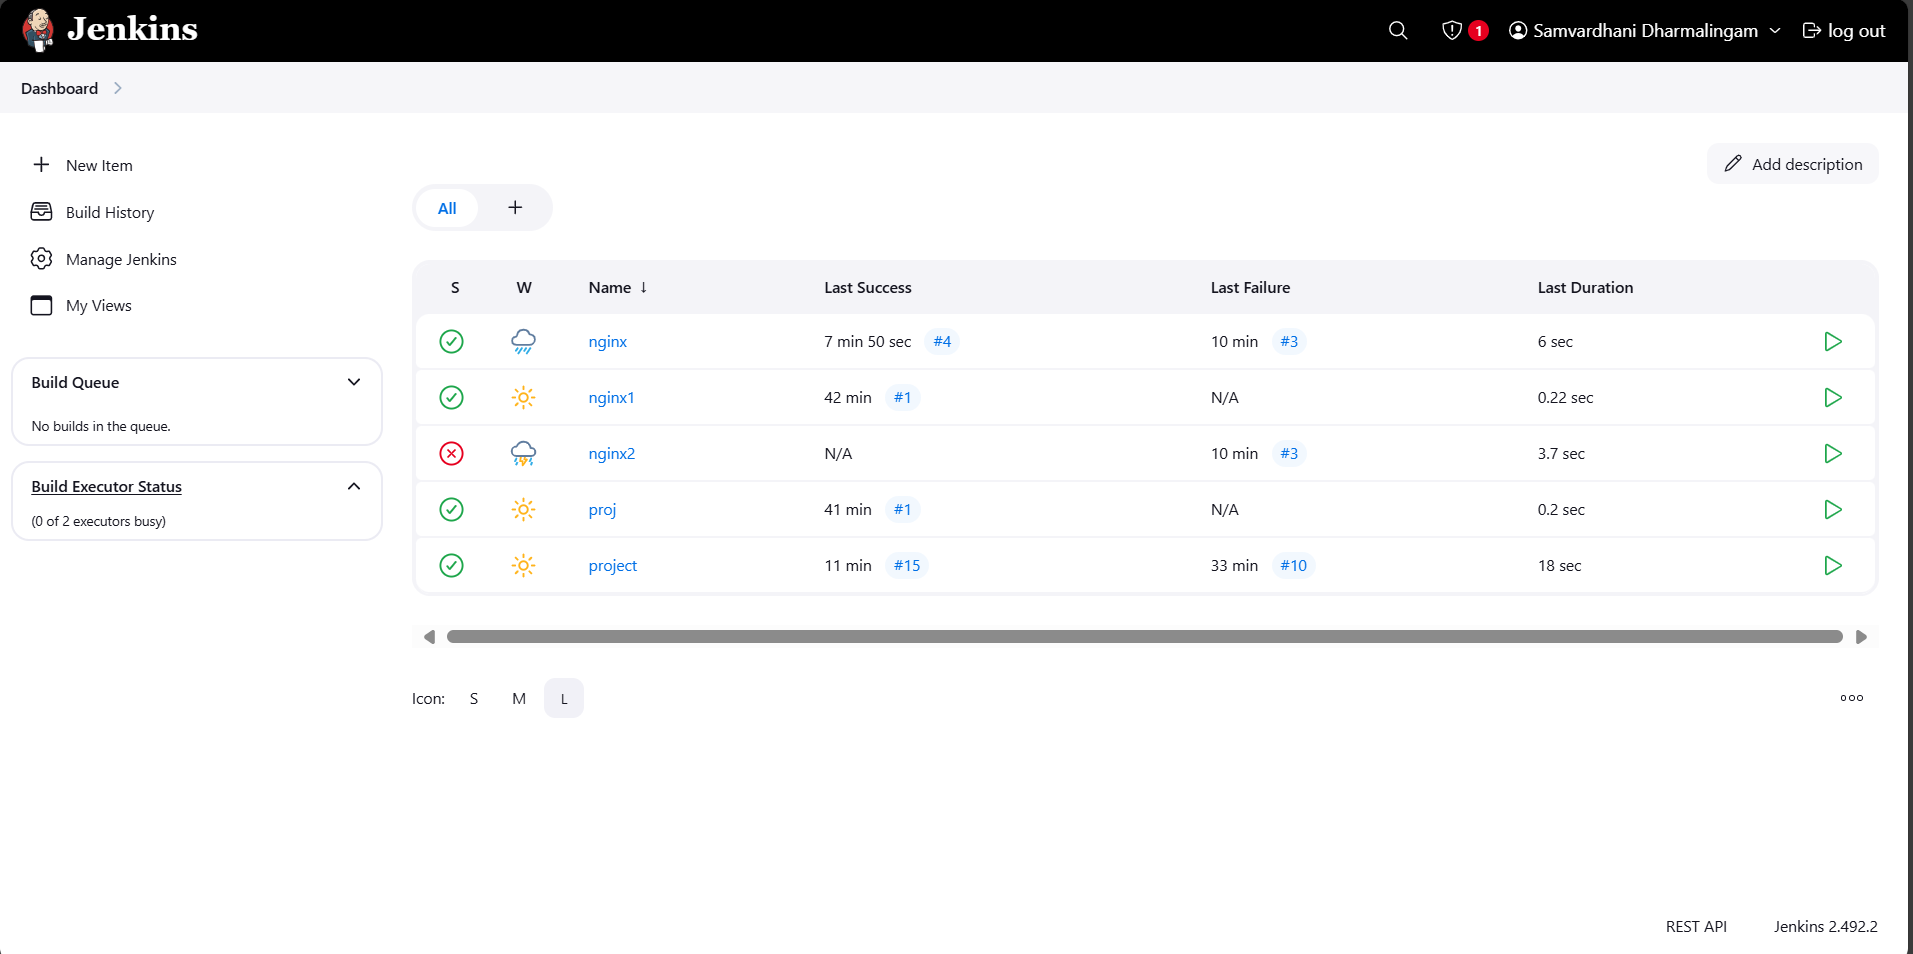 Jenkins
1
Samvardhani Dharmalingam
log out
Dashboard
New Item
Build History
Manage Jenkins
My Views
Build Queue
No builds in the queue.
Build Executor Status
(0 of 2 executors busy)
Add description
All +
S W Name ↓ Last Success Last Failure Last Duration
nginx 7 min 50 sec #4 10 min #3 6 sec
nginx1 42 min #1 N/A 0.22 sec
nginx2 N/A 10 min #3 3.7 sec
proj 41 min #1 N/A 0.2 sec
project 11 min #15 33 min #10 18 sec
Icon: S M L
REST API Jenkins 2.492.2